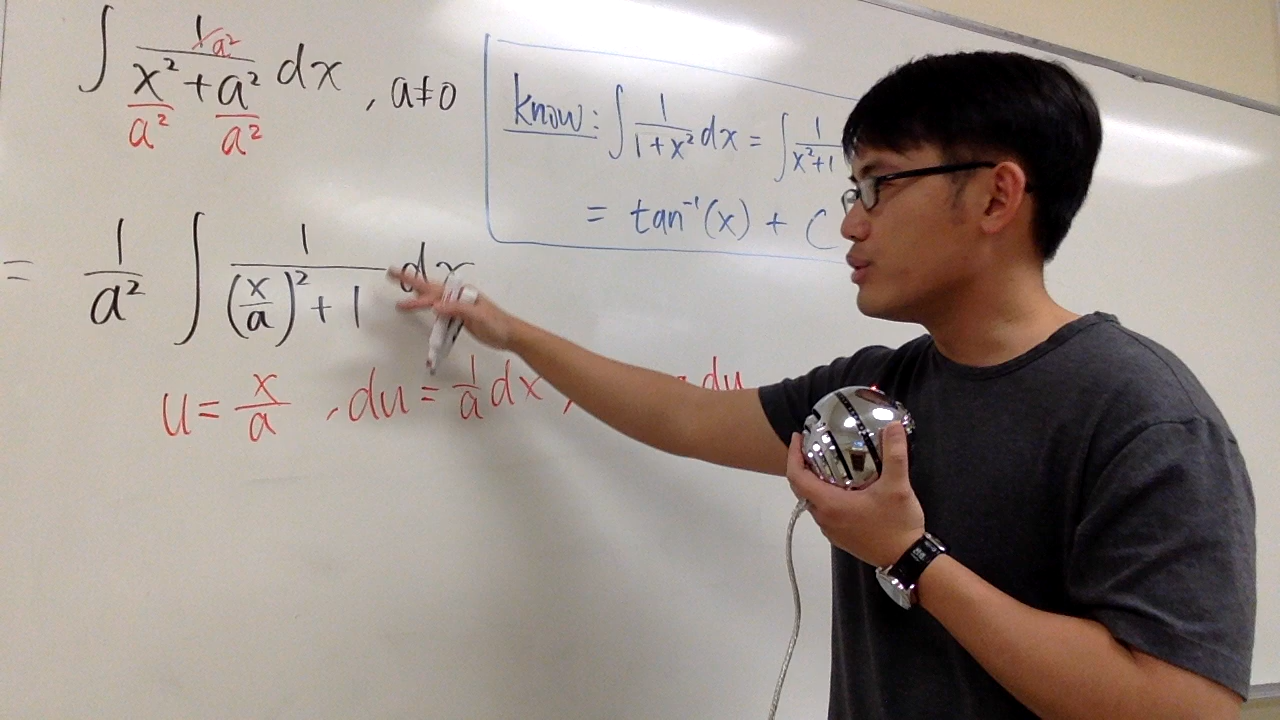 ∫ 1/a² / (x²/a² + a²/a²) dx , a≠0
know: ∫ 1/(1+x²) dx = ∫ 1/(x²+1)
= tan⁻¹(x) + C
= 1/a² ∫ 1/((x/a)² + 1) dx
u = x/a , du = 1/a dx , = du